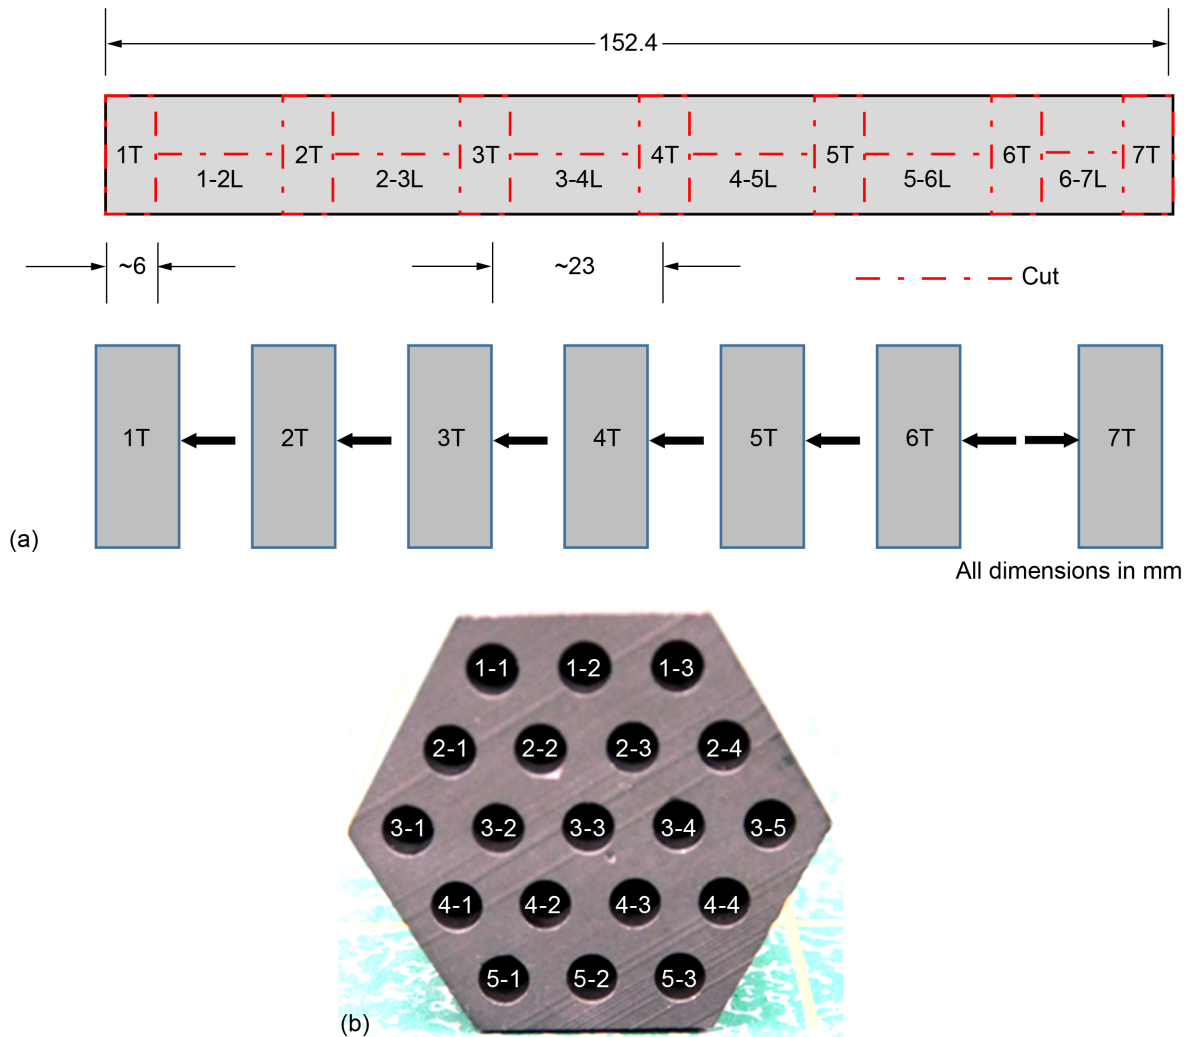 152.4
1T 2T 3T 4T 5T 6T 7T
1-2L 2-3L 3-4L 4-5L 5-6L 6-7L
~6 ~23 Cut
1T 2T 3T 4T 5T 6T 7T
(a)
All dimensions in mm
1-1 1-2 1-3
2-1 2-2 2-3 2-4
3-1 3-2 3-3 3-4 3-5
4-1 4-2 4-3 4-4
5-1 5-2 5-3
(b)